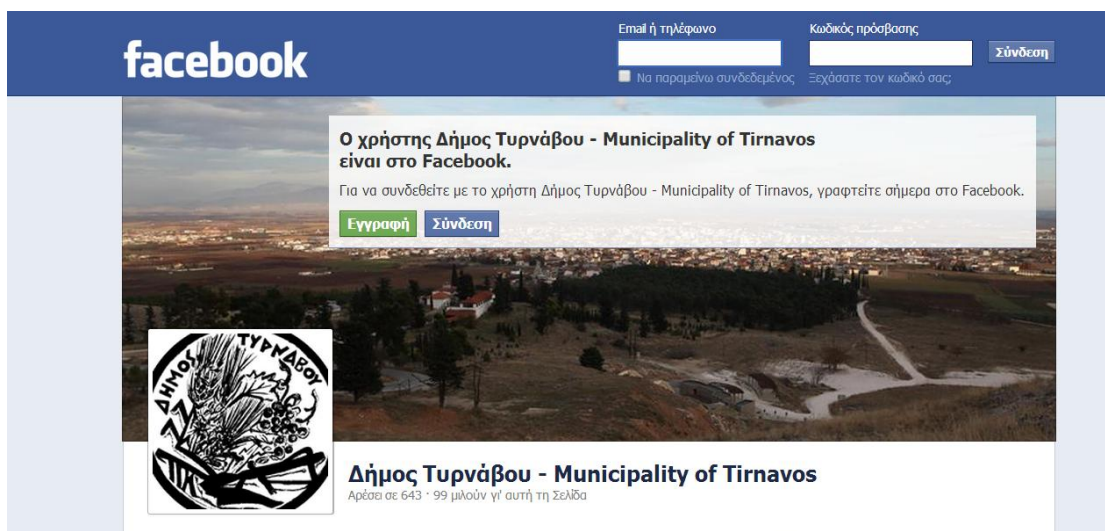 Email ή τηλέφωνο
Κωδικός πρόσβασης
facebook
Σύνδεση
Να παραμείνω συνδεδεμένος
Ξεχάσατε τον κωδικό σας;
Ο χρήστης Δήμος Τυρνάβου - Municipality of Tirnavos
είναι στο Facebook.
Για να συνδεθείτε με το χρήστη Δήμος Τυρνάβου - Municipality of Tirnavos, γραφτείτε σήμερα στο Facebook.
Εγγραφή Σύνδεση
ΔΗΜΟΣ ΤΥΡΝΑΒΟΥ
Δήμος Τυρνάβου - Municipality of Tirnavos
Αρέσει σε 643 · 99 μιλούν γι' αυτή τη Σελίδα